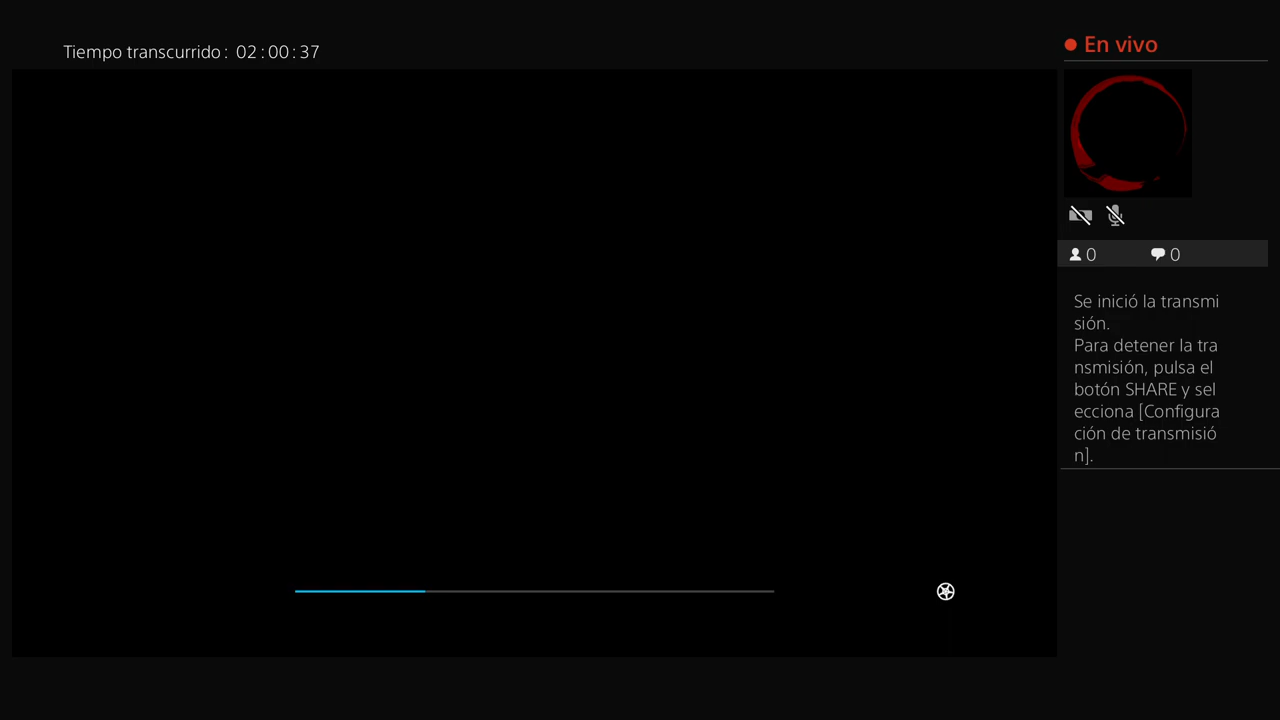 Tiempo transcurrido : 02 : 00 : 37
En vivo
0 0
Se inició la transmi
sión.
Para detener la tra
nsmisión, pulsa el
botón SHARE y sel
ecciona [Configura
ción de transmisió
n].